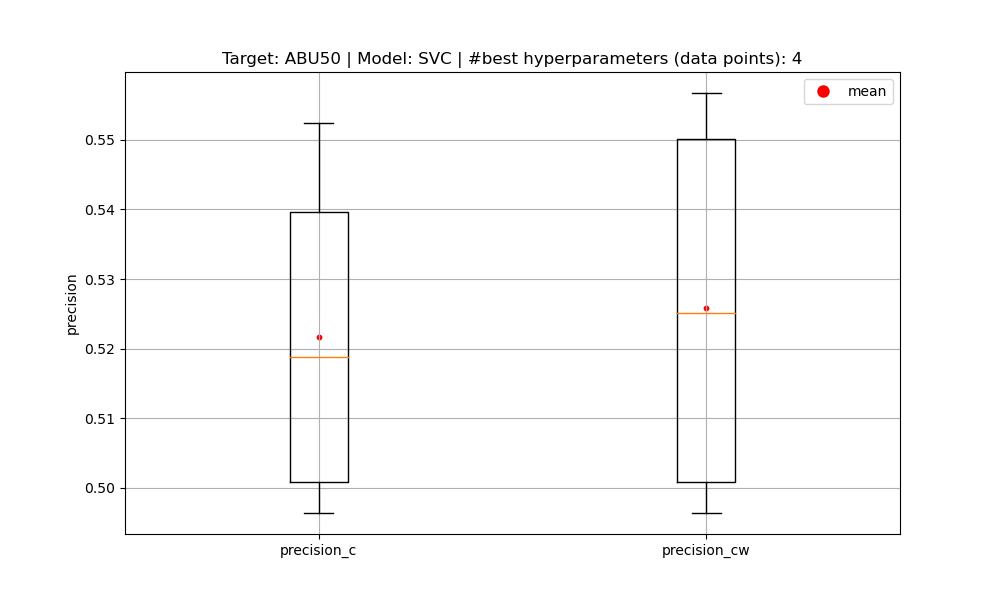 Target: ABU50 | Model: SVC | #best hyperparameters (data points): 4
mean
0.55
0.54
0.53
0.52
0.51
0.50
precision
precision_c
precision_cw